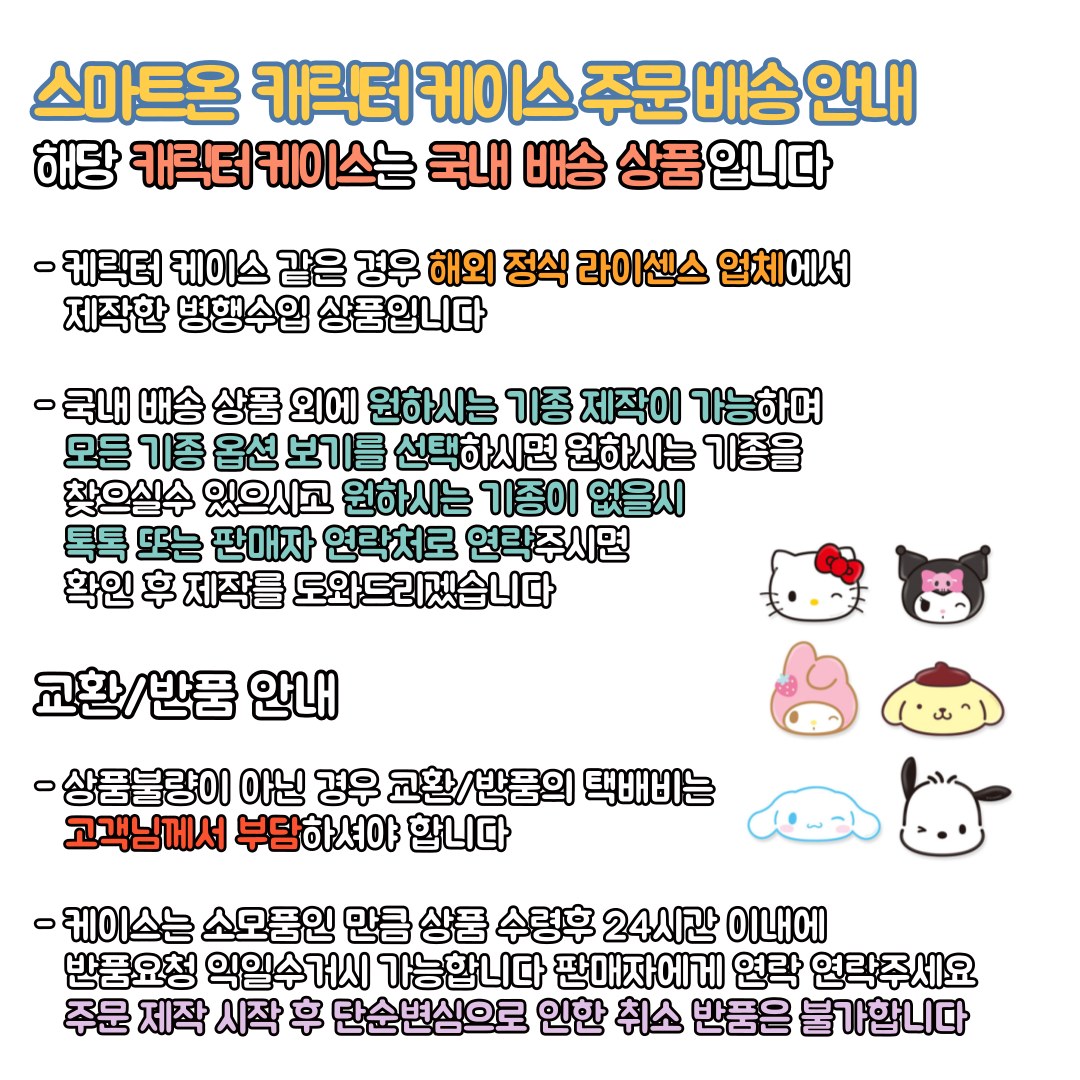 스마트온 캐릭터 케이스 주문 배송 안내
해당 캐릭터 케이스는 국내 배송 상품 입니다
- 케릭터 케이스 같은 경우 해외 정식 라이센스 업체에서
제작한 병행수입 상품입니다
- 국내 배송 상품 외에 원하시는 기종 제작이 가능하며
모든 기종 옵션 보기를 선택하시면 원하시는 기종을
찾으실수 있으시고 원하시는 기종이 없을시
톡톡 또는 판매자 연락처로 연락주시면
확인 후 제작를 도와드리겠습니다
교환/반품 안내
- 상품불량이 아닌 경우 교환/반품의 택배비는
고객님께서 부담하셔야 합니다
- 케이스는 소모품인 만큼 상품 수령후 24시간 이내에
반품요청 익일수거시 가능합니다 판매자에게 연락 연락주세요
주문 제작 시작 후 단순변심으로 인한 취소 반품은 불가합니다